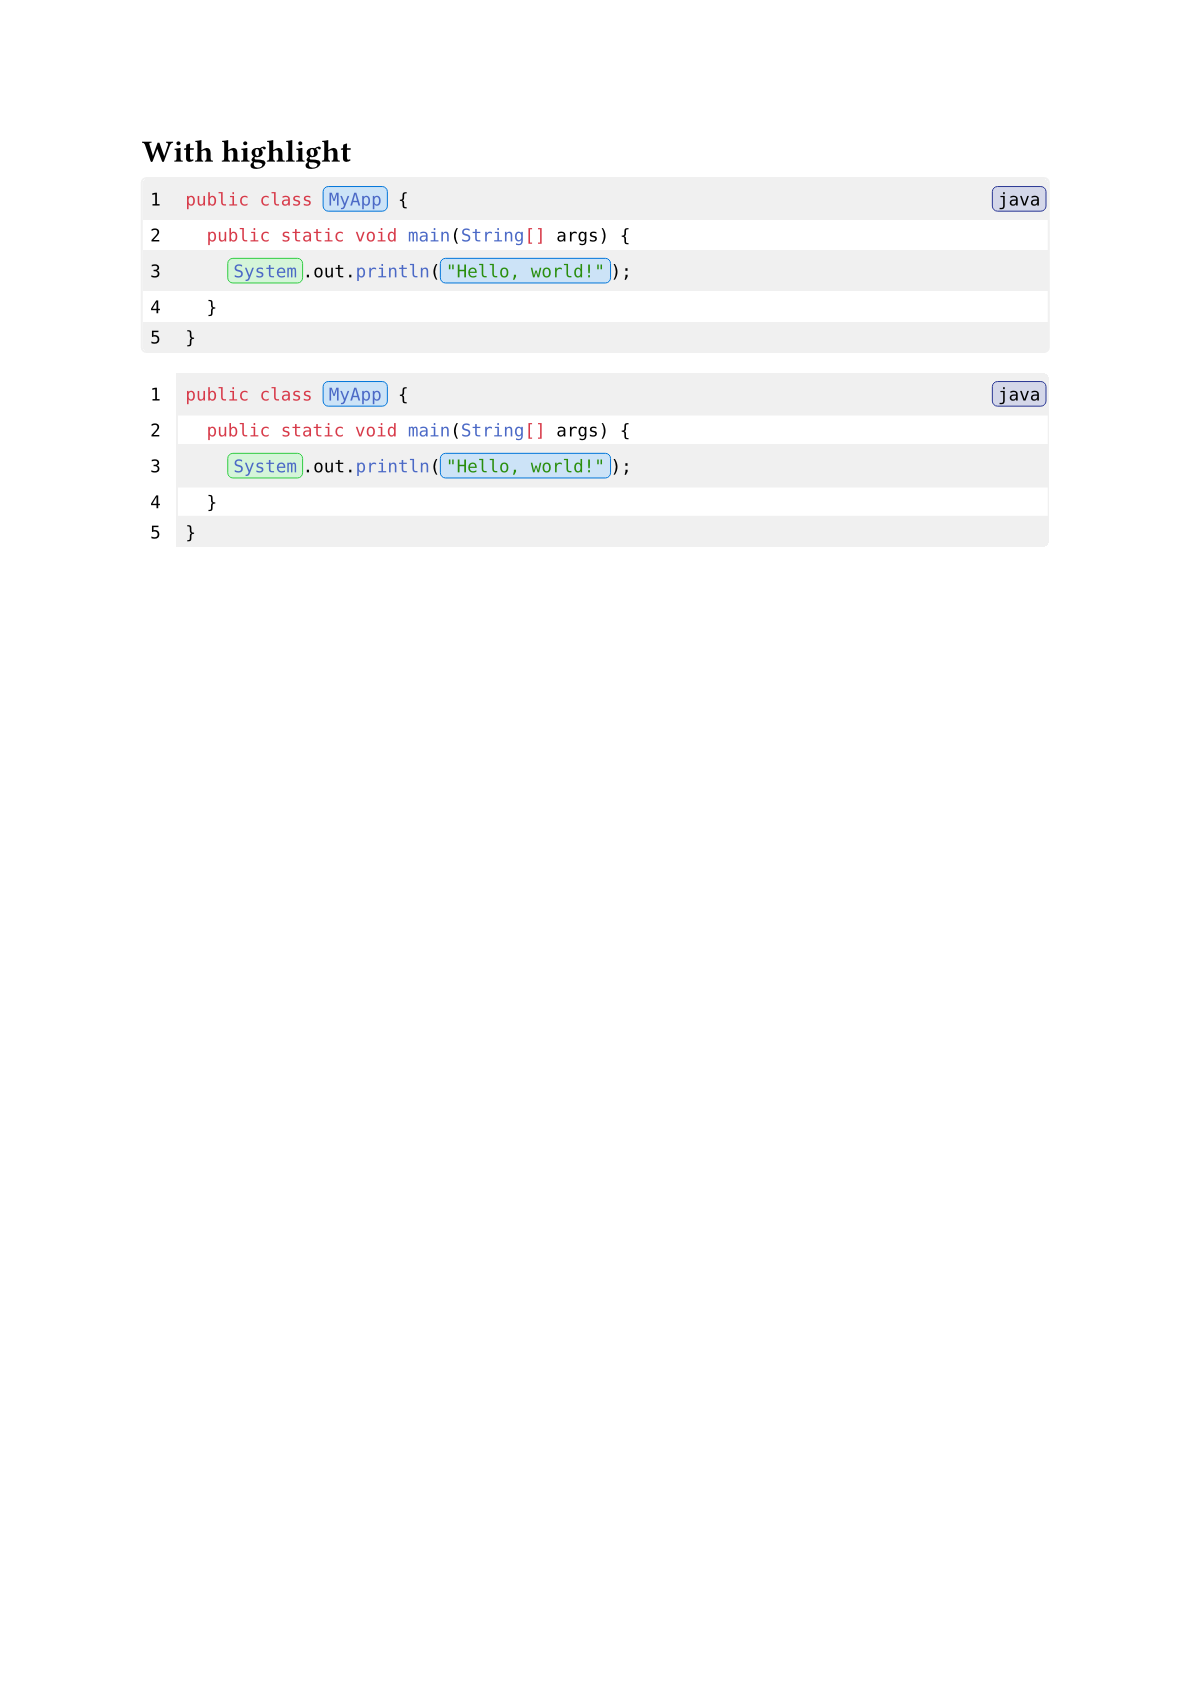 With highlight
1 public class MyApp { java
2   public static void main(String[] args) {
3     System.out.println("Hello, world!");
4   }
5 }
1 public class MyApp { java
2   public static void main(String[] args) {
3     System.out.println("Hello, world!");
4   }
5 }